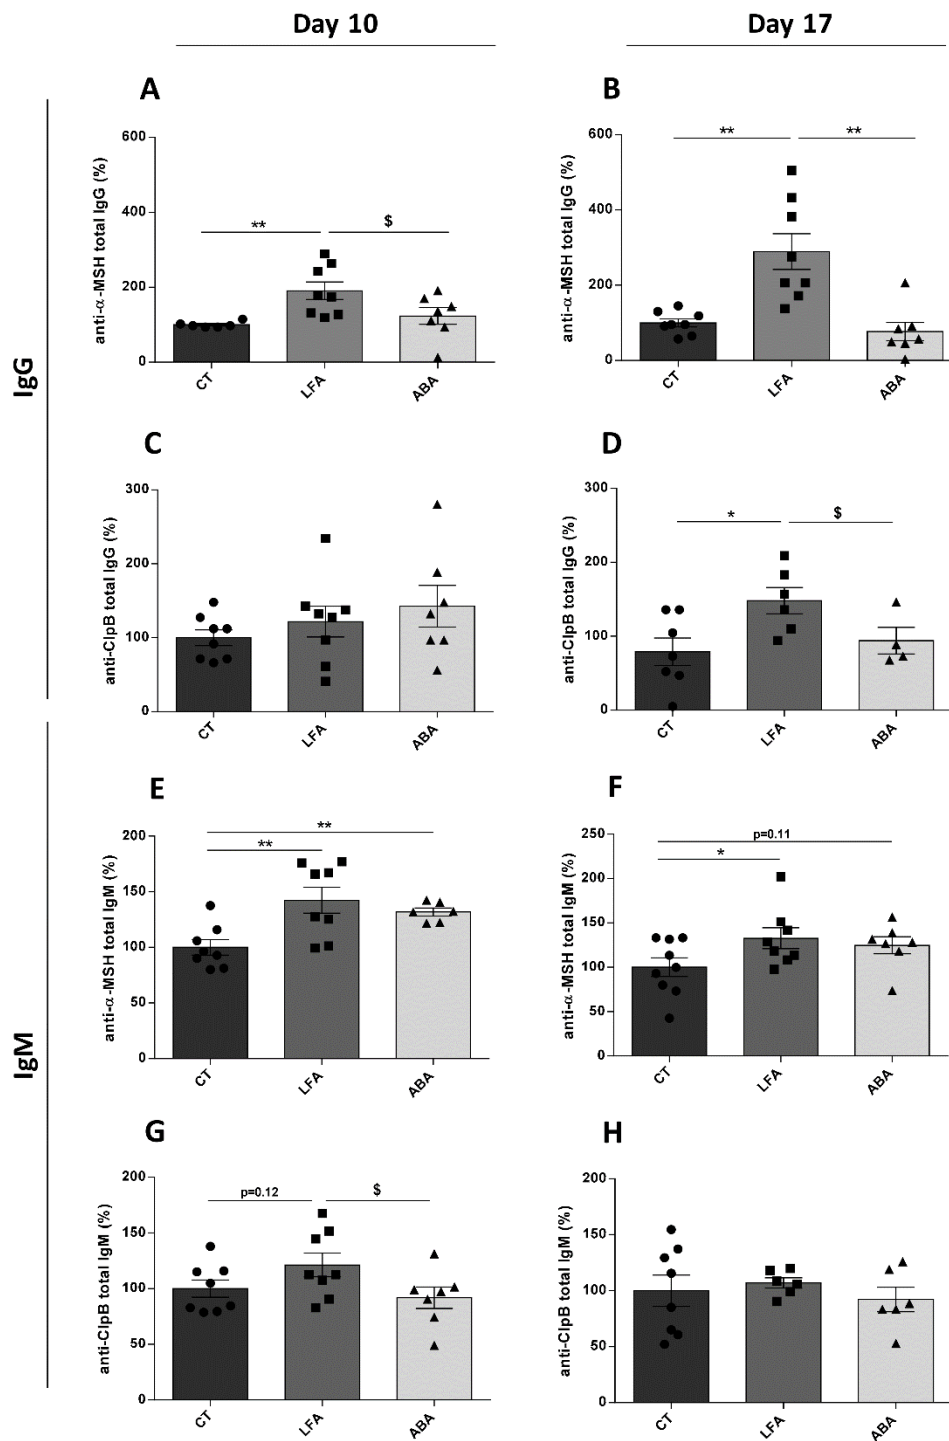 Day 10
Day 17
IgG
A
anti-α-MSH total IgG (%)
600
400
200
0
**
$
CT
LFA
ABA
B
anti-α-MSH total IgG (%)
600
400
200
0
**
**
CT
LFA
ABA
C
anti-ClpB total IgG (%)
300
200
100
0
CT
LFA
ABA
D
anti-ClpB total IgG (%)
300
200
100
0
*
$
CT
LFA
ABA
IgM
E
anti-α-MSH total IgM (%)
200
150
100
50
0
**
**
CT
LFA
ABA
F
anti-α-MSH total IgM (%)
250
200
150
100
50
0
p=0.11
*
CT
LFA
ABA
G
anti-ClpB total IgM (%)
200
150
100
50
0
p=0.12
$
CT
LFA
ABA
H
anti-ClpB total IgM (%)
200
150
100
50
0
CT
LFA
ABA